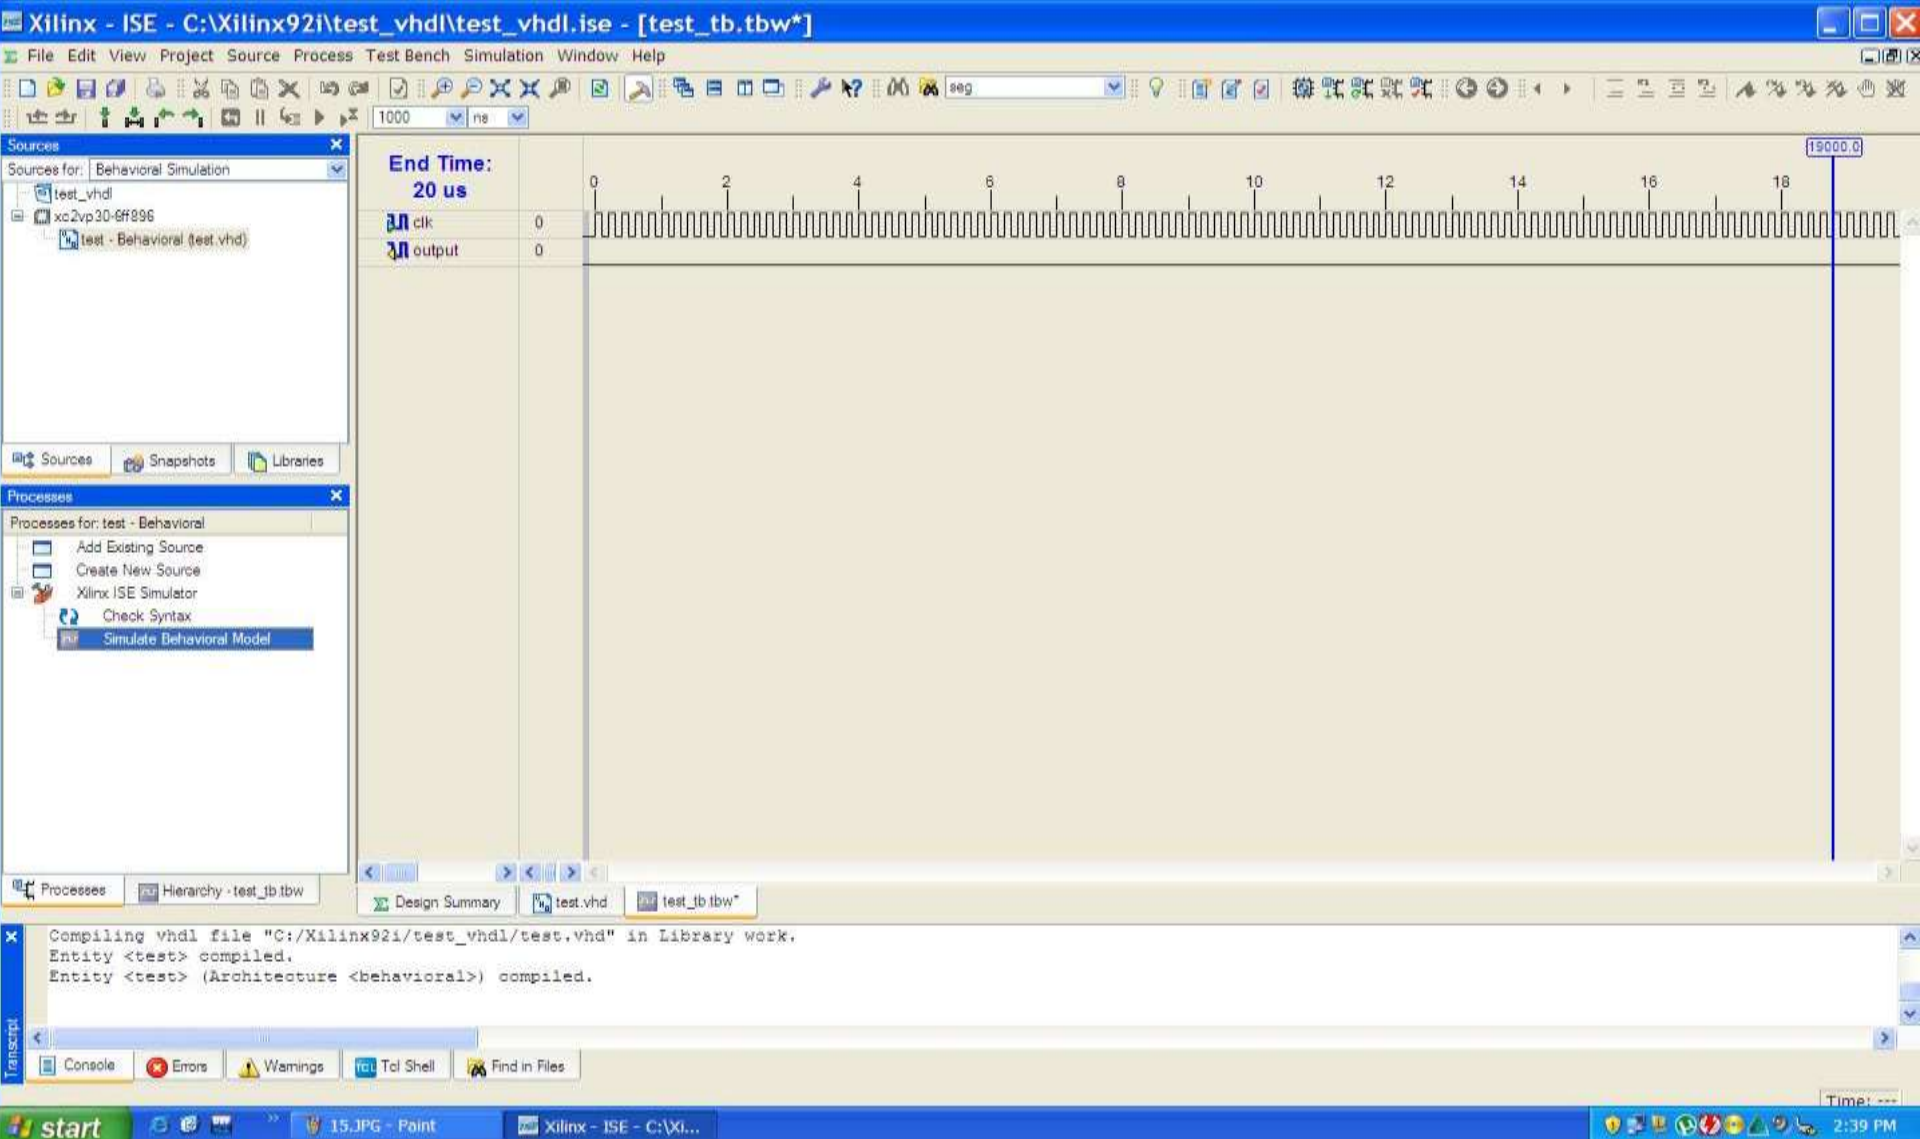 Xilinx - ISE - C:\Xilinx92i\test_vhdl\test_vhdl.ise - [test_tb.tbw*]
File Edit View Project Source Process Test Bench Simulation Window Help
seg
1000 ns
Sources
Sources for: Behavioral Simulation
test_vhdl
xc2vp30-6ff896
test - Behavioral (test.vhd)
Sources Snapshots Libraries
Processes
Processes for: test - Behavioral
Add Existing Source
Create New Source
Xilinx ISE Simulator
Check Syntax
Simulate Behavioral Model
Processes Hierarchy - test_tb.tbw
End Time:
20 us
19000.0
0 2 4 6 8 10 12 14 16 18
clk 0
output 0
Design Summary test.vhd test_tb.tbw*
Compiling vhdl file "C:/Xilinx92i/test_vhdl/test.vhd" in Library work.
Entity <test> compiled.
Entity <test> (Architecture <behavioral>) compiled.
Transcript
Console Errors Warnings Tcl Shell Find in Files
Time: ---
start 15.JPG - Paint Xilinx - ISE - C:\Xi... 2:39 PM